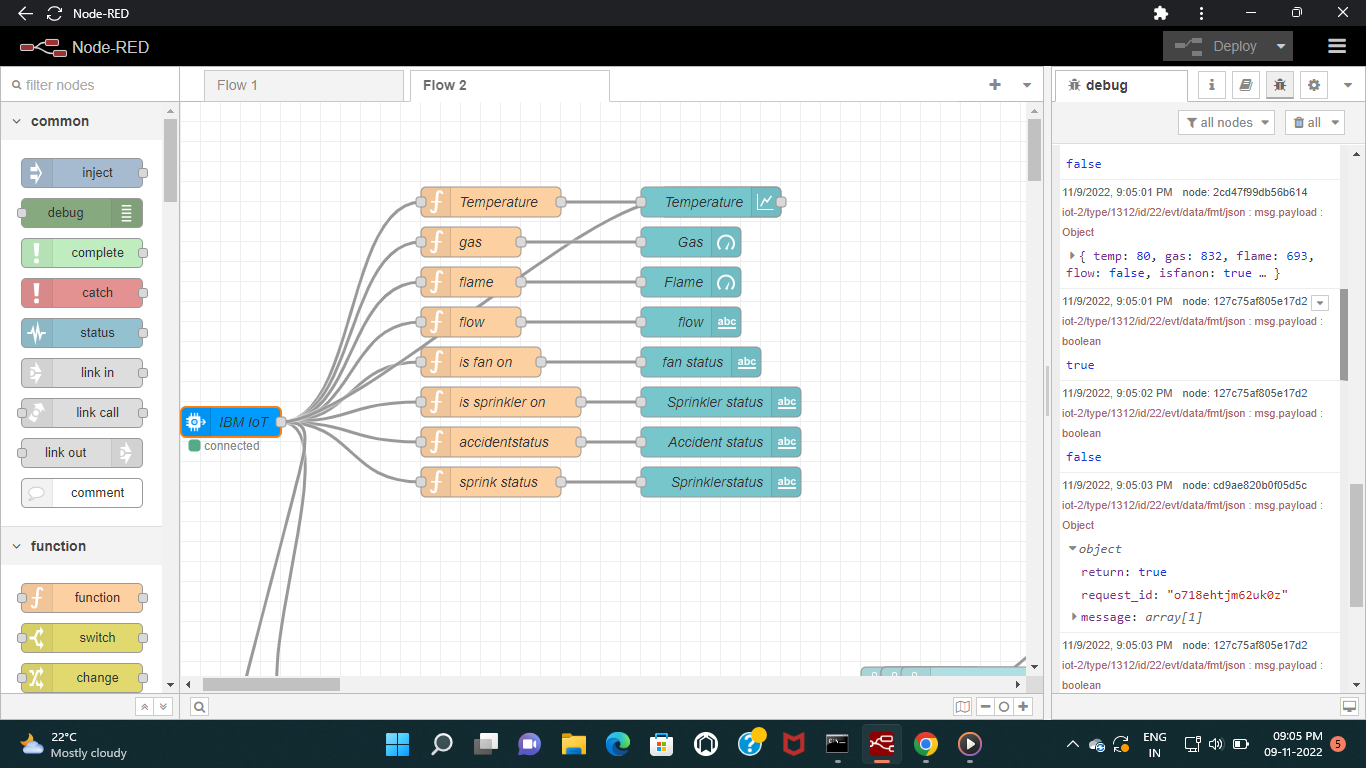 Node-RED
Node-RED
Deploy
filter nodes
Flow 1
Flow 2
debug
i
all nodes
all
common
inject
debug
complete
catch
status
link in
link call
link out
comment
function
function
switch
change
IBM IoT
connected
Temperature
Temperature
gas
Gas
flame
Flame
flow
flow
abc
is fan on
fan status
abc
is sprinkler on
Sprinkler status
abc
accidentstatus
Accident status
abc
sprink status
Sprinklerstatus
abc
false
11/9/2022, 9:05:01 PM node: 2cd47f99db56b614
iot-2/type/1312/id/22/evt/data/fmt/json : msg.payload :
Object
{ temp: 80, gas: 832, flame: 693,
flow: false, isfanon: true … }
11/9/2022, 9:05:01 PM node: 127c75af805e17d2
iot-2/type/1312/id/22/evt/data/fmt/json : msg.payload :
boolean
true
11/9/2022, 9:05:02 PM node: 127c75af805e17d2
iot-2/type/1312/id/22/evt/data/fmt/json : msg.payload :
boolean
false
11/9/2022, 9:05:03 PM node: cd9ae820b0f05d5c
iot-2/type/1312/id/22/evt/data/fmt/json : msg.payload :
Object
object
return: true
request_id: "o718ehtjm62uk0z"
message: array[1]
11/9/2022, 9:05:03 PM node: 127c75af805e17d2
iot-2/type/1312/id/22/evt/data/fmt/json : msg.payload :
boolean
22°C
Mostly cloudy
ENG
IN
09:05 PM
09-11-2022
5